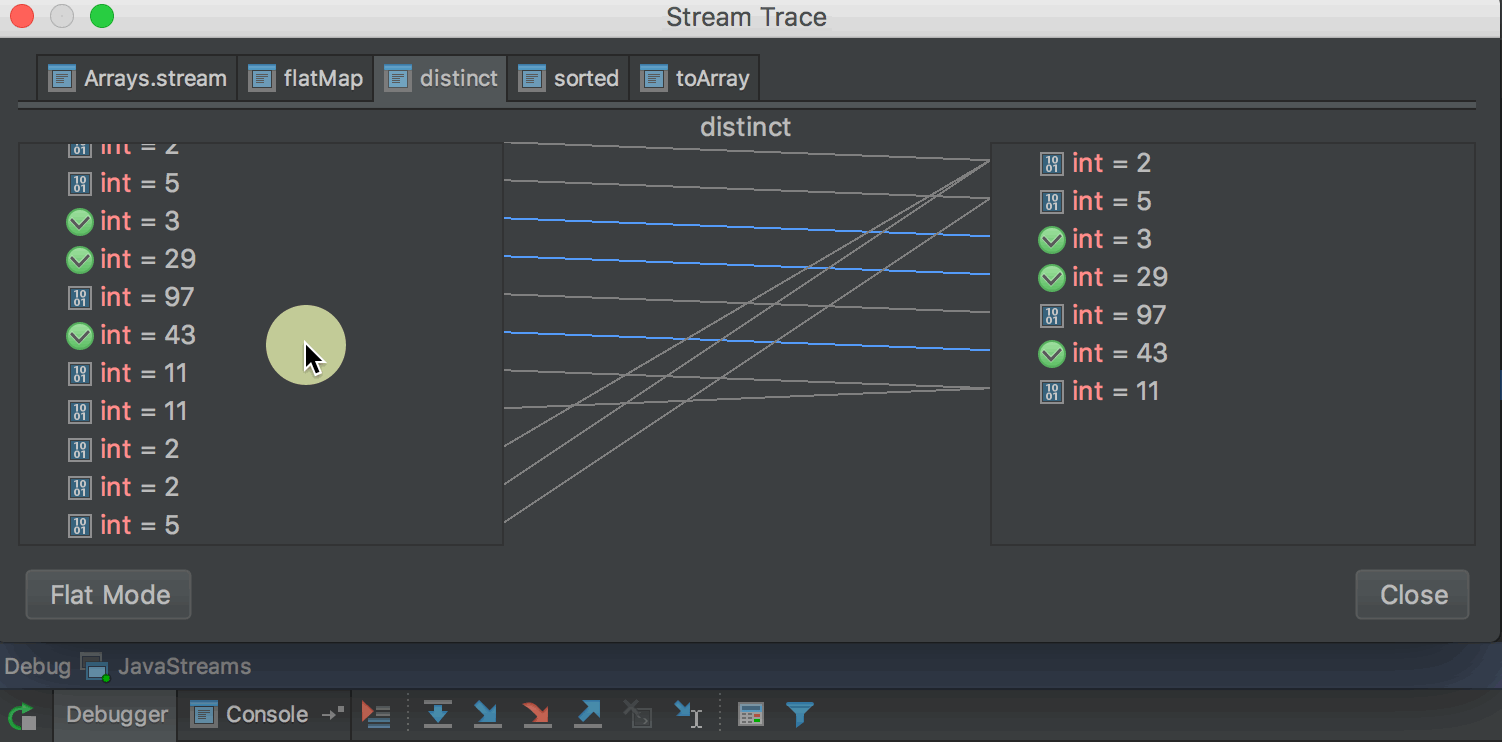 Stream Trace
Arrays.stream flatMap distinct sorted toArray
distinct
int = 2
int = 5
int = 3
int = 29
int = 97
int = 43
int = 11
int = 11
int = 2
int = 2
int = 5
int = 2
int = 5
int = 3
int = 29
int = 97
int = 43
int = 11
Flat Mode Close
Debug JavaStreams
Debugger Console